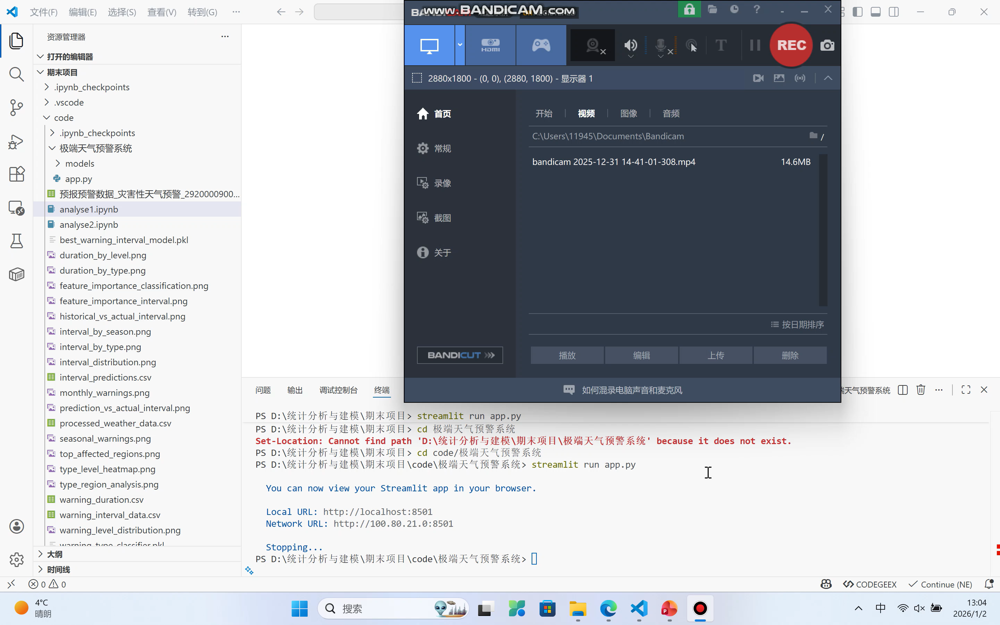 文件(F) 编辑(E) 选择(S) 查看(V) 转到(G) ···
www.BANDICAM.com
资源管理器
打开的编辑器
期末项目
.ipynb_checkpoints
.vscode
code
.ipynb_checkpoints
极端天气预警系统
models
app.py
预报预警数据_灾害性天气预警_2920000900...
analyse1.ipynb
analyse2.ipynb
best_warning_interval_model.pkl
duration_by_level.png
duration_by_type.png
feature_importance_classification.png
feature_importance_interval.png
historical_vs_actual_interval.png
interval_by_season.png
interval_by_type.png
interval_distribution.png
interval_predictions.csv
monthly_warnings.png
prediction_vs_actual_interval.png
processed_weather_data.csv
seasonal_warnings.png
top_affected_regions.png
type_level_heatmap.png
type_region_analysis.png
warning_duration.csv
warning_interval_data.csv
warning_level_distribution.png
warning_type_classifier.pkl
大纲
时间线
HDMI
T
REC
2880x1800 - (0, 0), (2880, 1800) - 显示器 1
首页
常规
录像
截图
关于
BANDICUT
开始 视频 图像 音频
C:\Users\11945\Documents\Bandicam /
bandicam 2025-12-31 14-41-01-308.mp4 14.6MB
按日期排序
播放 编辑 上传 删除
如何混录电脑声音和麦克风
问题 输出 调试控制台 终端
天气预警系统
PS D:\统计分析与建模\期末项目> streamlit run app.py
PS D:\统计分析与建模\期末项目> cd 极端天气预警系统
Set-Location: Cannot find path 'D:\统计分析与建模\期末项目\极端天气预警系统' because it does not exist.
PS D:\统计分析与建模\期末项目> cd code/极端天气预警系统
PS D:\统计分析与建模\期末项目\code\极端天气预警系统> streamlit run app.py
You can now view your Streamlit app in your browser.
Local URL: http://localhost:8501
Network URL: http://100.80.21.0:8501
Stopping...
PS D:\统计分析与建模\期末项目\code\极端天气预警系统>
0 0
CODEGEEX Continue (NE)
4°C
晴朗
搜索
中
13:04
2026/1/2